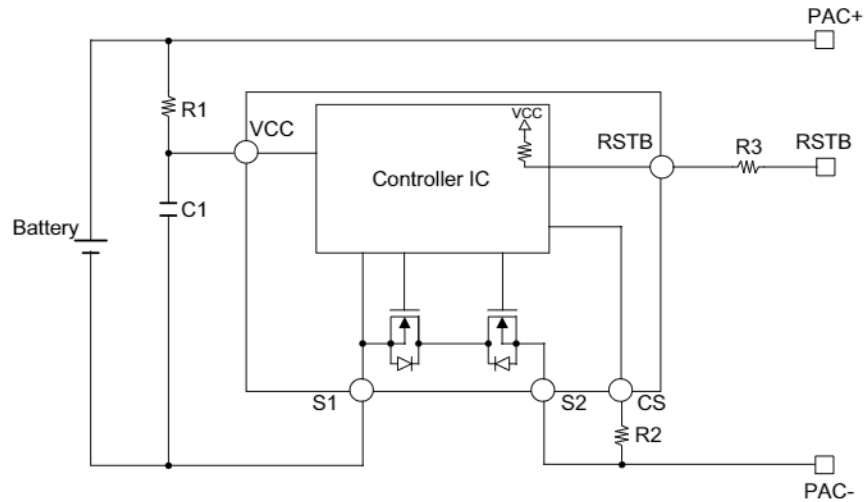 PAC+
R1
VCC
VCC
RSTB
R3
RSTB
Controller IC
C1
Battery
S1
S2
CS
R2
PAC-